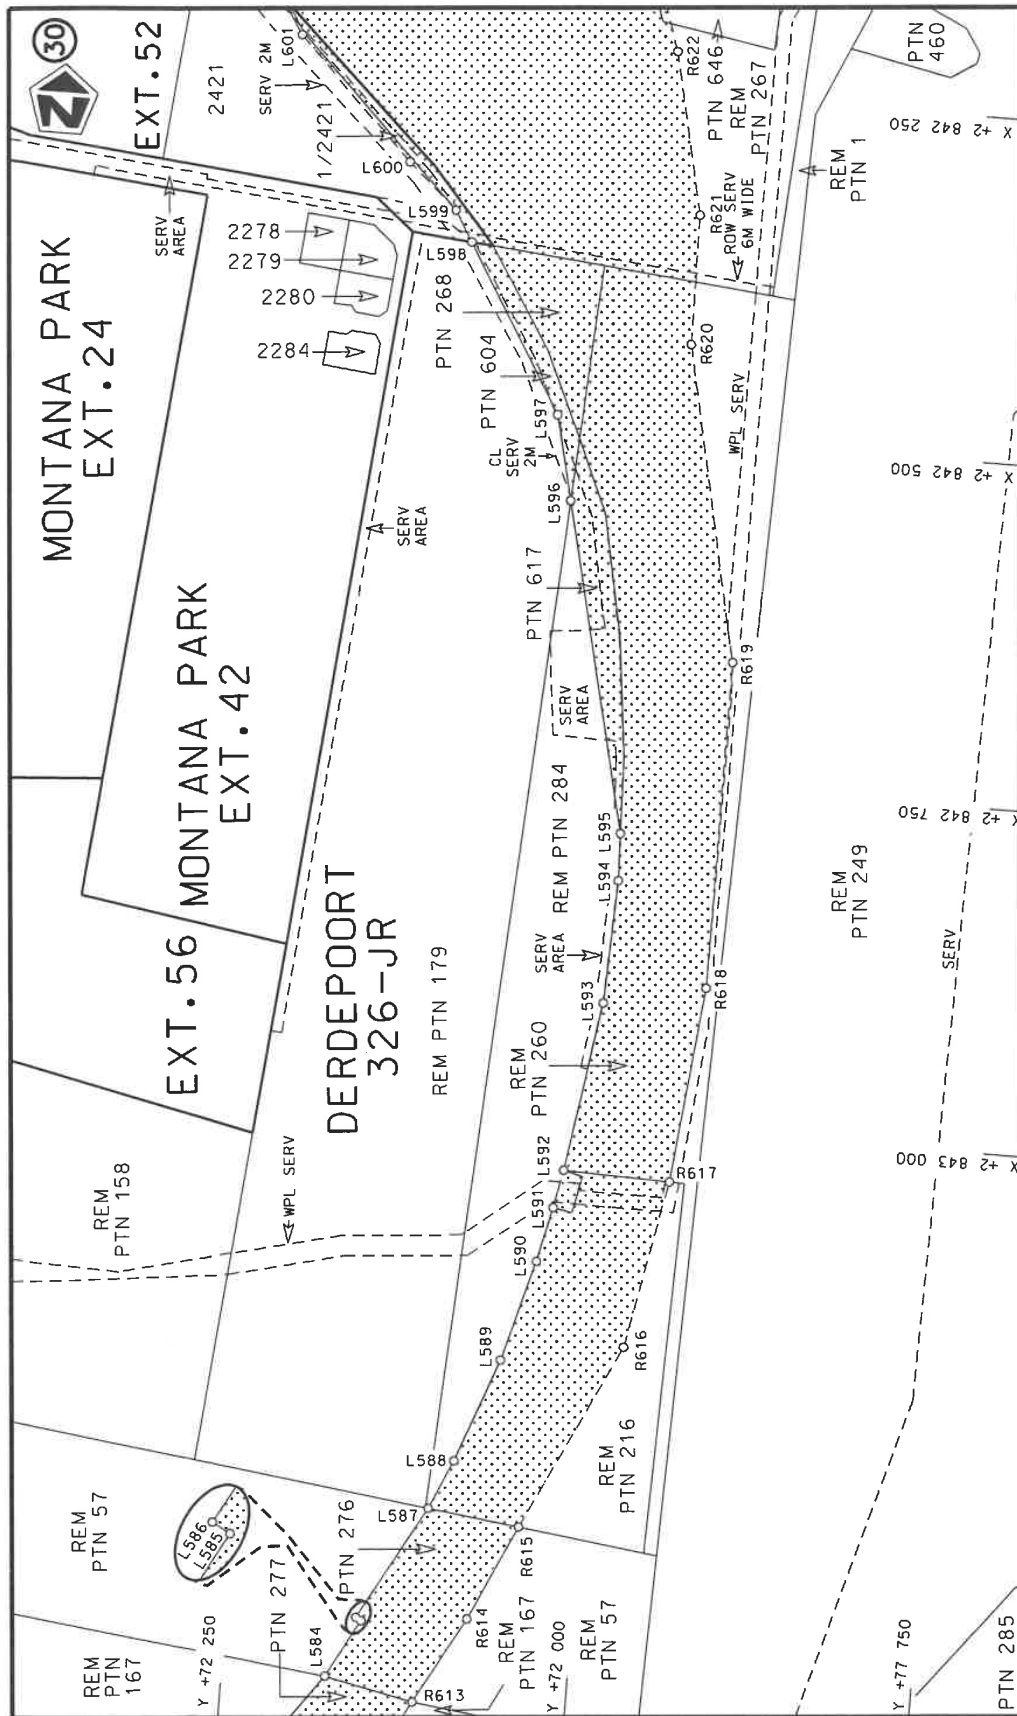 30
N
EXT.52
2421
SERV 2M
L601
1/2421
L600
L599
L598
SERV
AREA
MONTANA PARK
EXT.24
2278
2279
2280
2284
PTN 268
PTN 604
L597
CL
SERV
2M
L596
SERV
AREA
PTN 617
PTN 646
REM
PTN 267
R622
PTN
460
X +2 842 250
REM
PTN 1
R621
ROW SERV
6M WIDE
R620
WPL SERV
X +2 842 500
MONTANA PARK
EXT.42
EXT.56
SERV
AREA
REM PTN 284
L595
L594
SERV
AREA
L593
R619
X +2 842 750
REM
PTN 249
SERV
R618
DERDEPOORT
326-JR
REM PTN 179
REM
PTN 260
L592
L591
L590
R617
X +2 843 000
REM
PTN 158
WPL SERV
L589
R616
L588
L587
REM
PTN 216
REM
PTN 57
L586
L585
PTN 276
PTN 277
R615
R614
L584
REM
PTN 167
REM
PTN 57
R613
REM
PTN
167
Y +72 250
Y +72 000
Y +77 750
PTN 285